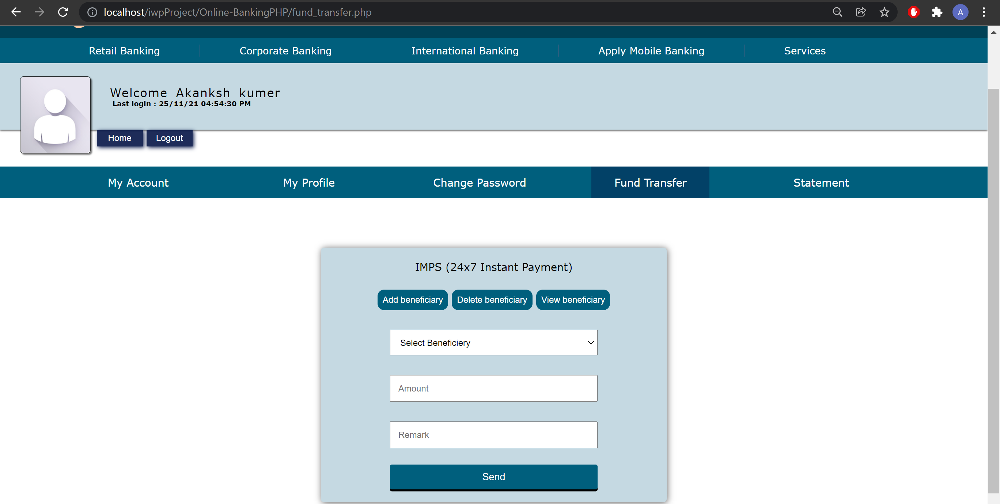 localhost/iwpProject/Online-BankingPHP/fund_transfer.php
A
Retail Banking
Corporate Banking
International Banking
Apply Mobile Banking
Services
Welcome Akanksh kumer
Last login : 25/11/21 04:54:30 PM
Home
Logout
My Account
My Profile
Change Password
Fund Transfer
Statement
IMPS (24x7 Instant Payment)
Add beneficiary
Delete beneficiary
View beneficiary
Select Beneficiery
Amount
Remark
Send